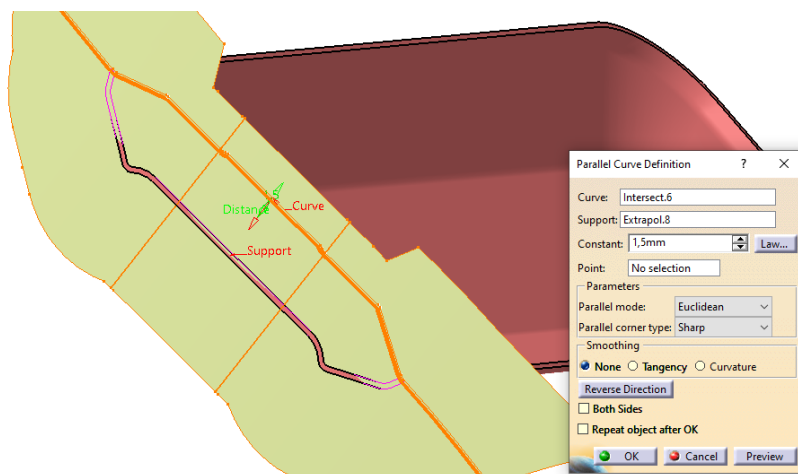 Distance
Curve
Support
Parallel Curve Definition ? ×
Curve: Intersect.6
Support: Extrapol.8
Constant: 1,5mm Law...
Point: No selection
Parameters
Parallel mode: Euclidean
Parallel corner type: Sharp
Smoothing
None Tangency Curvature
Reverse Direction
Both Sides
Repeat object after OK
OK Cancel Preview